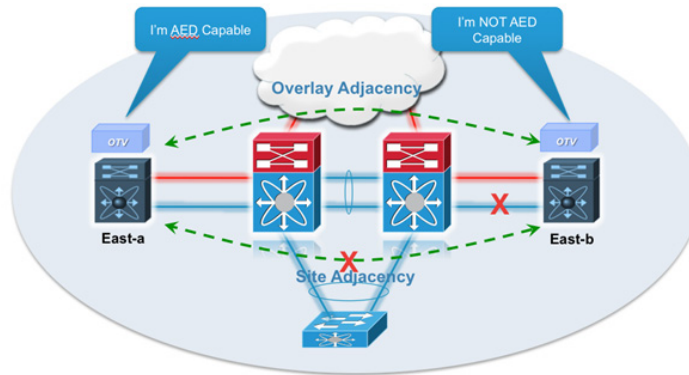 I'm AED Capable
I'm NOT AED
Capable
Overlay Adjacency
OTV
OTV
X
East-a
East-b
X
Site Adjacency